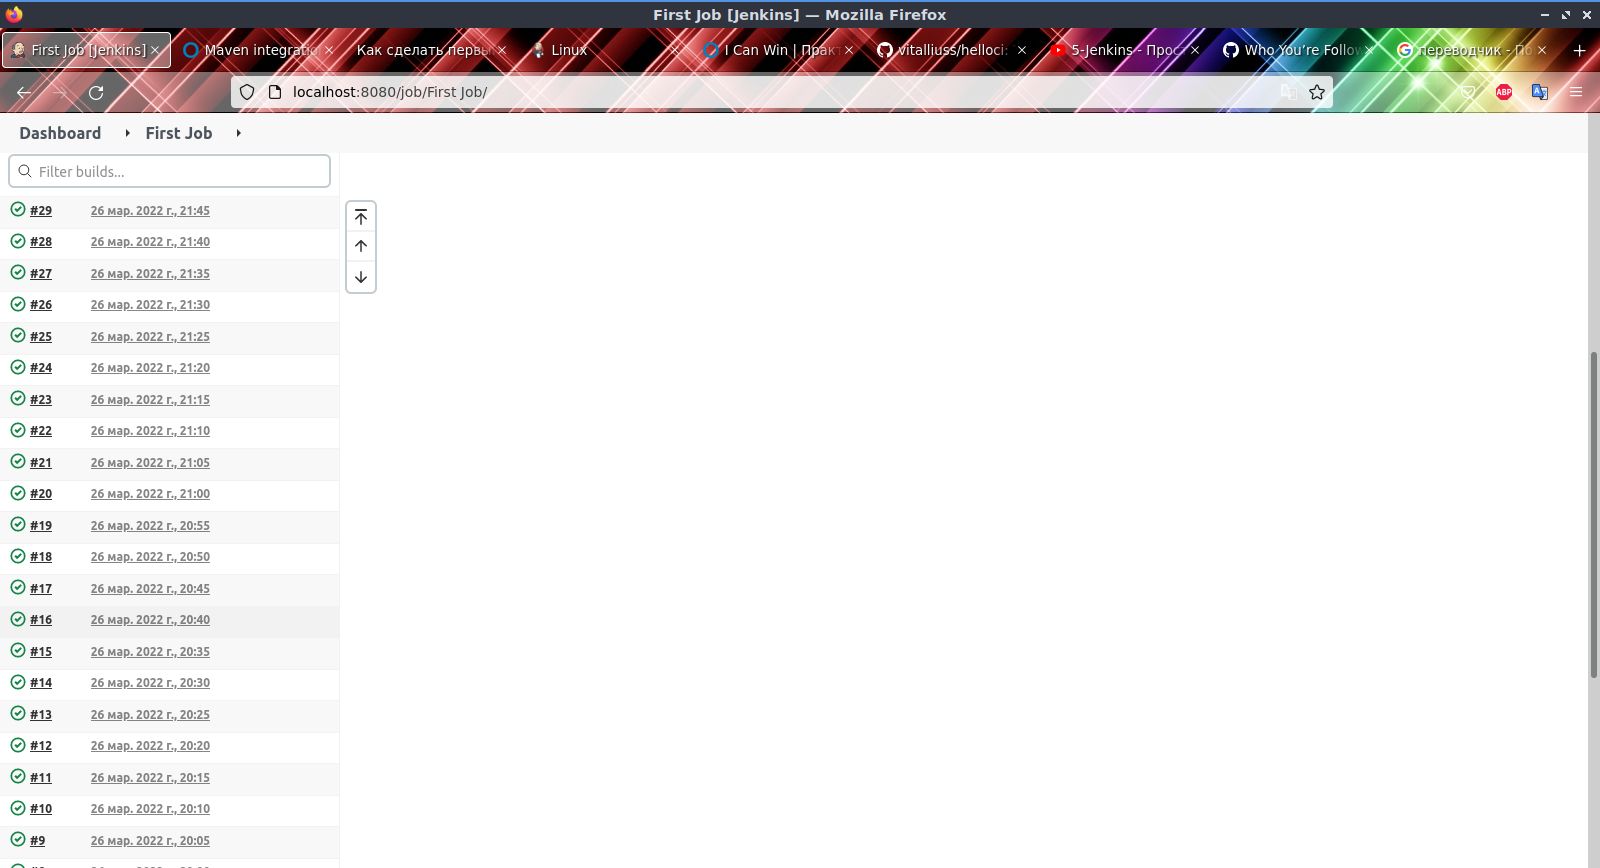 First Job [Jenkins] — Mozilla Firefox
First Job [Jenkins]
Maven integratio
Как сделать первы
Linux
I Can Win | Практ
vitalliuss/helloci:
5-Jenkins - Прост
Who You're Follow
переводчик - По
localhost:8080/job/First Job/
ABP
Dashboard First Job
Filter builds...
#29 26 мар. 2022 г., 21:45
#28 26 мар. 2022 г., 21:40
#27 26 мар. 2022 г., 21:35
#26 26 мар. 2022 г., 21:30
#25 26 мар. 2022 г., 21:25
#24 26 мар. 2022 г., 21:20
#23 26 мар. 2022 г., 21:15
#22 26 мар. 2022 г., 21:10
#21 26 мар. 2022 г., 21:05
#20 26 мар. 2022 г., 21:00
#19 26 мар. 2022 г., 20:55
#18 26 мар. 2022 г., 20:50
#17 26 мар. 2022 г., 20:45
#16 26 мар. 2022 г., 20:40
#15 26 мар. 2022 г., 20:35
#14 26 мар. 2022 г., 20:30
#13 26 мар. 2022 г., 20:25
#12 26 мар. 2022 г., 20:20
#11 26 мар. 2022 г., 20:15
#10 26 мар. 2022 г., 20:10
#9 26 мар. 2022 г., 20:05